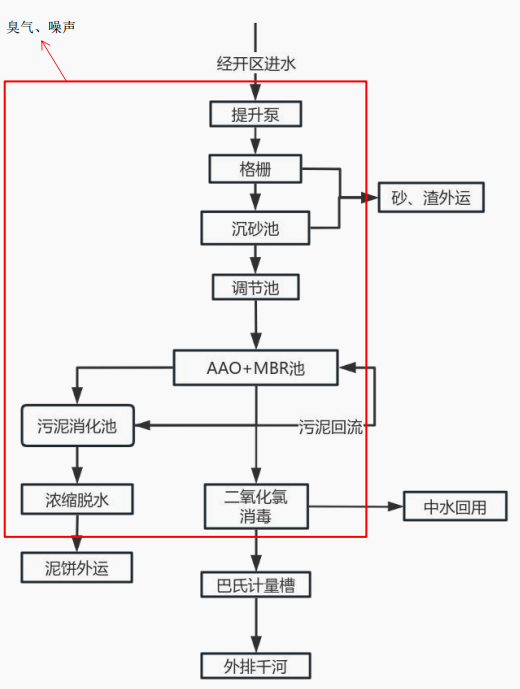 臭气、噪声
经开区进水
提升泵
格栅
砂、渣外运
沉砂池
调节池
AAO+MBR池
污泥消化池
污泥回流
浓缩脱水
二氧化氯
消毒
中水回用
泥饼外运
巴氏计量槽
外排千河